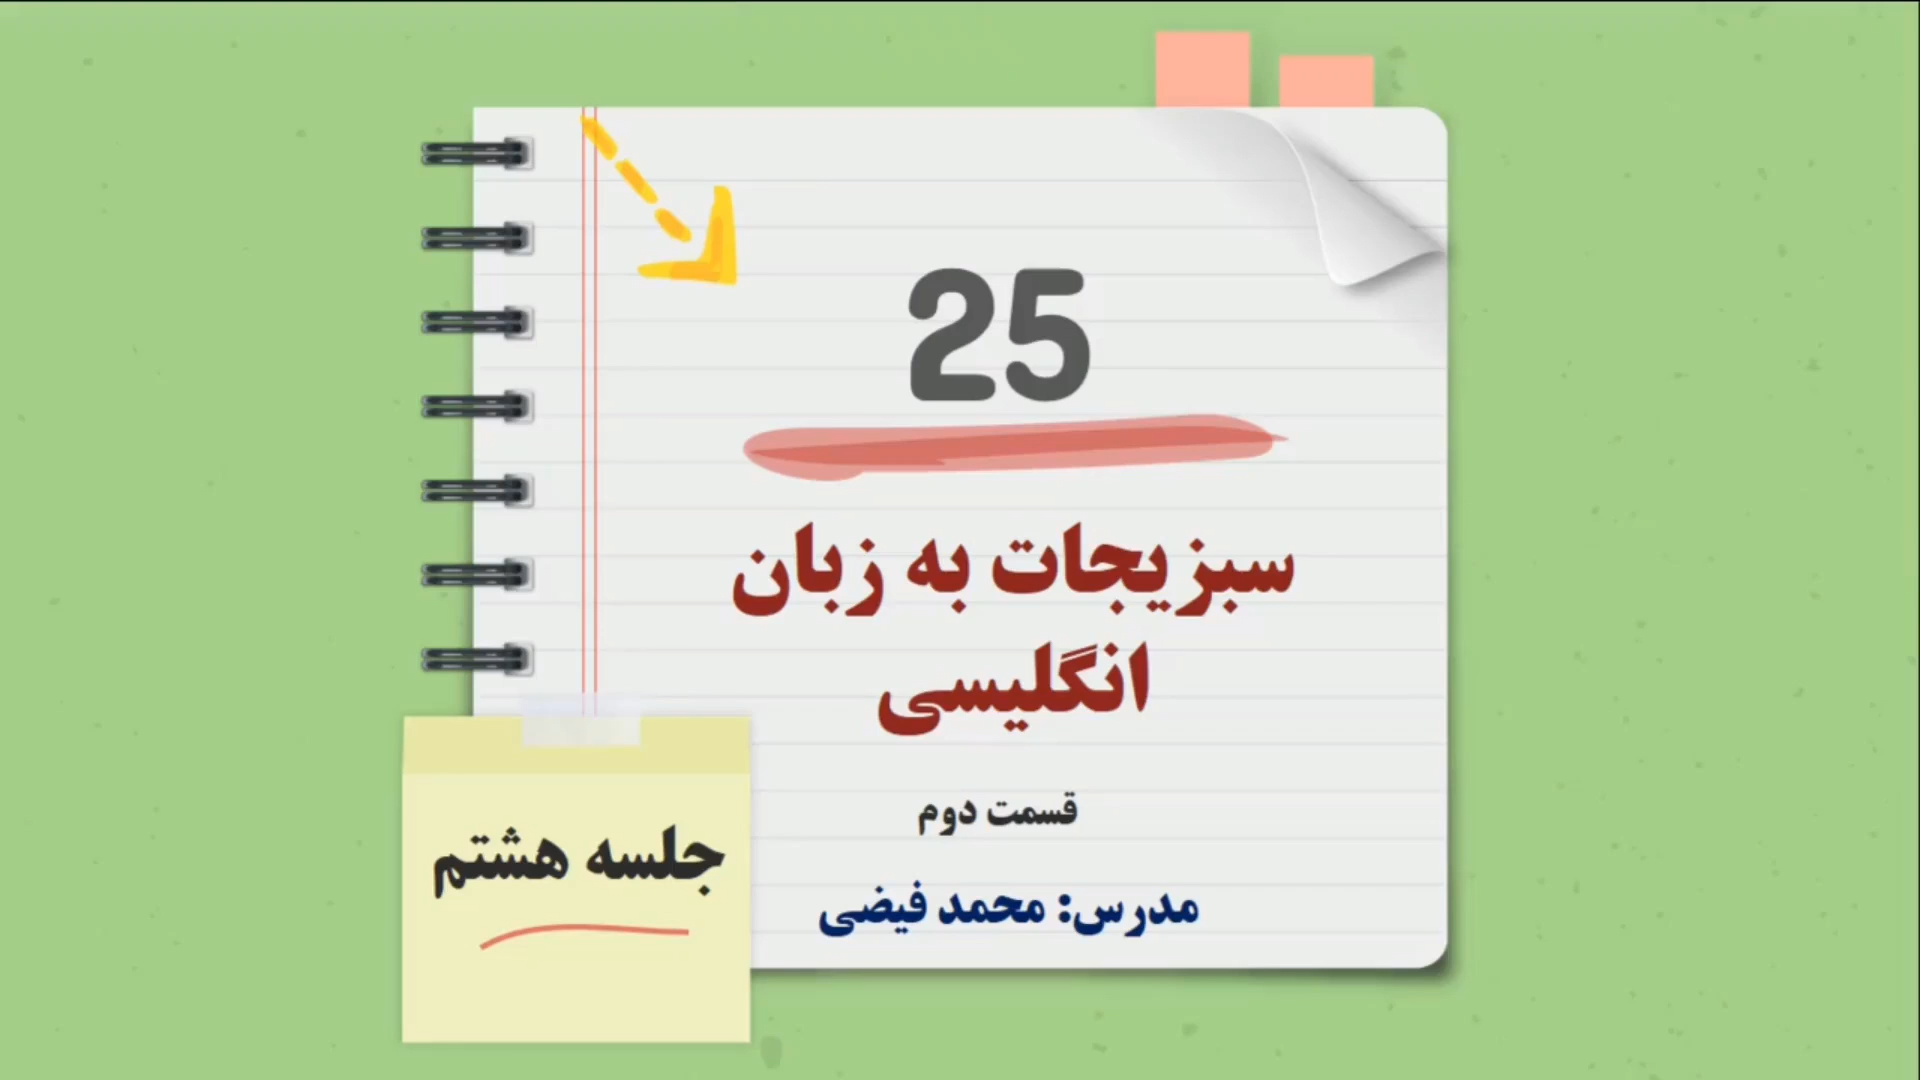 25
سبزیجات به زبان
انگلیسی
قسمت دوم
مدرس: محمد فیضی
جلسه هشتم